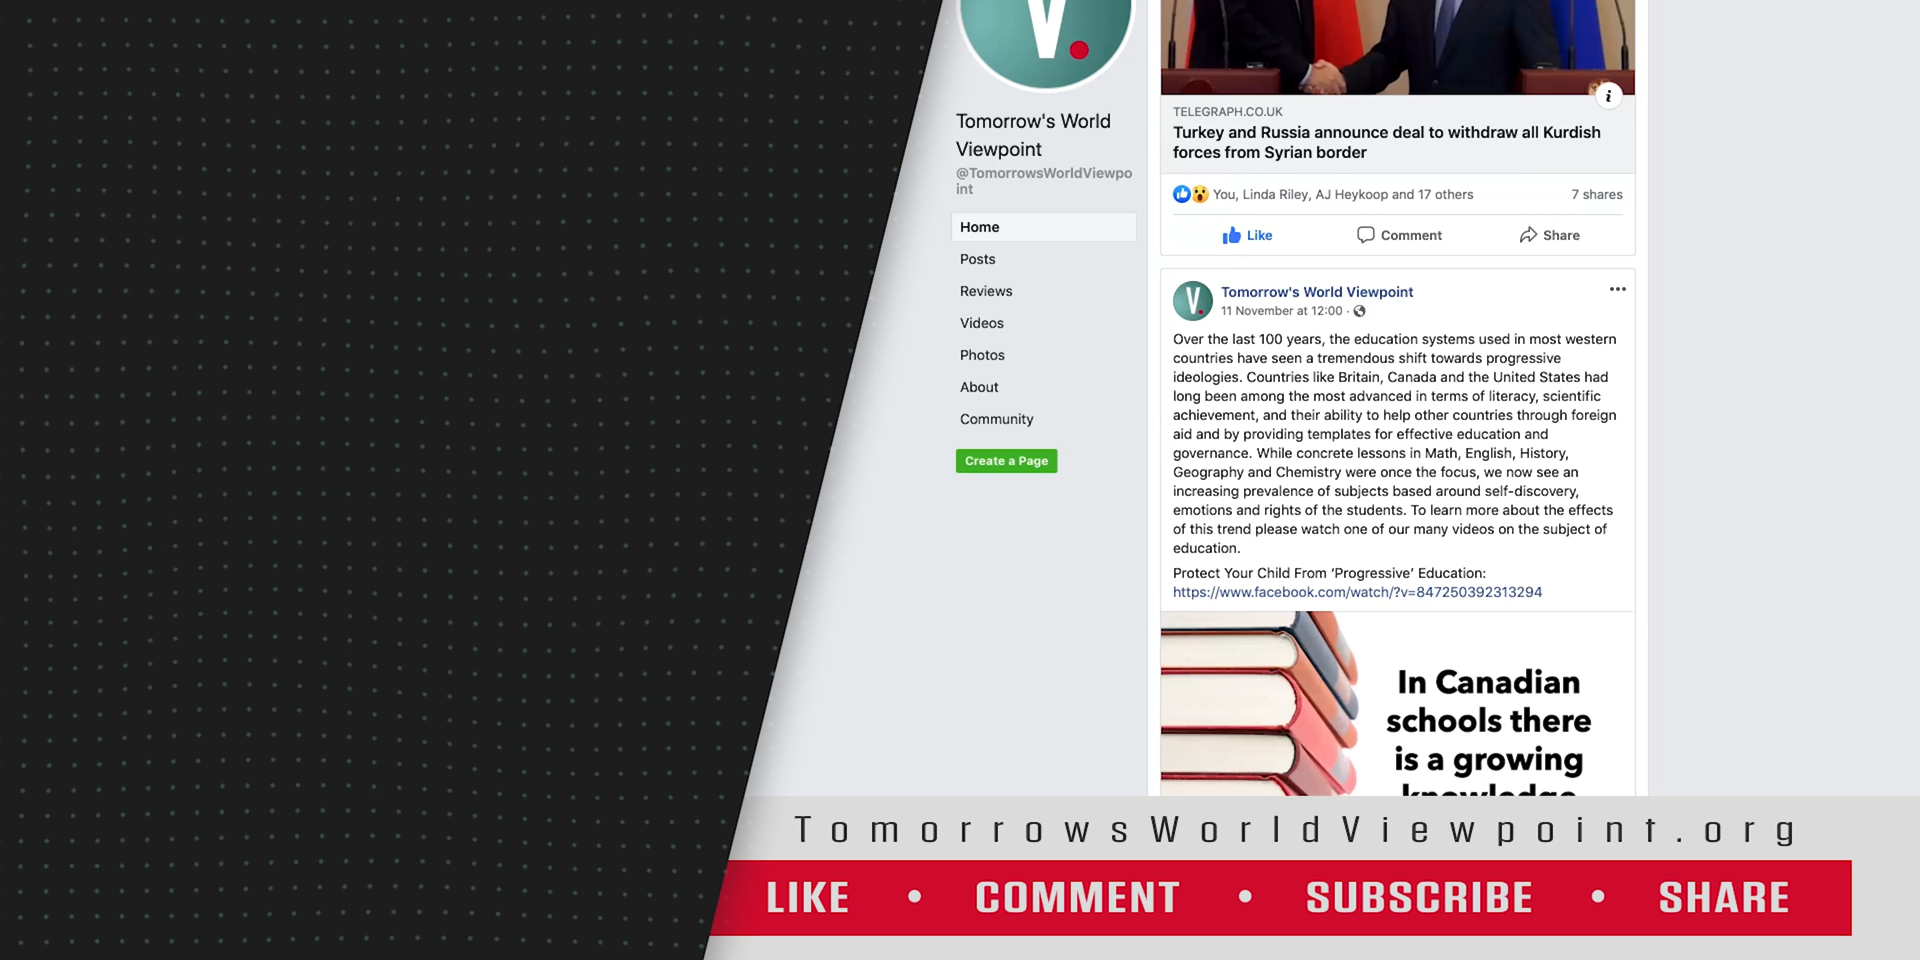 V.
Tomorrow's World
Viewpoint
@TomorrowsWorldViewpo
int
Home
Posts
Reviews
Videos
Photos
About
Community
Create a Page
i
TELEGRAPH.CO.UK
Turkey and Russia announce deal to withdraw all Kurdish
forces from Syrian border
You, Linda Riley, AJ Heykoop and 17 others 7 shares
Like Comment Share
V.
Tomorrow's World Viewpoint
11 November at 12:00 ·
Over the last 100 years, the education systems used in most western
countries have seen a tremendous shift towards progressive
ideologies. Countries like Britain, Canada and the United States had
long been among the most advanced in terms of literacy, scientific
achievement, and their ability to help other countries through foreign
aid and by providing templates for effective education and
governance. While concrete lessons in Math, English, History,
Geography and Chemistry were once the focus, we now see an
increasing prevalence of subjects based around self-discovery,
emotions and rights of the students. To learn more about the effects
of this trend please watch one of our many videos on the subject of
education.
Protect Your Child From ‘Progressive’ Education:
https://www.facebook.com/watch/?v=847250392313294
In Canadian
schools there
is a growing
knowledge
TomorrowsWorldViewpoint.org
LIKE • COMMENT • SUBSCRIBE • SHARE